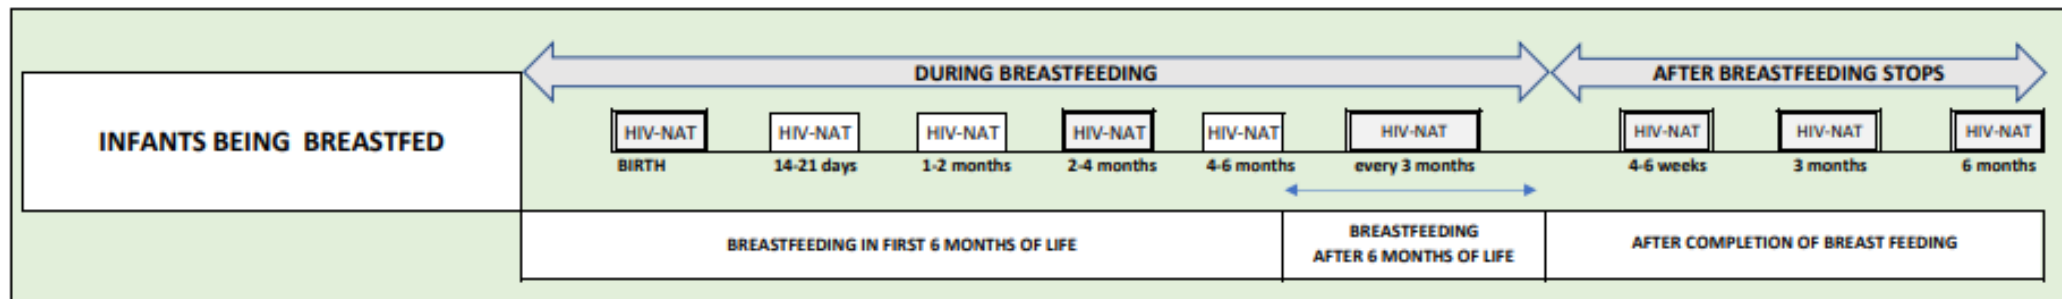 DURING BREASTFEEDING
AFTER BREASTFEEDING STOPS
INFANTS BEING BREASTFED
HIV-NAT
HIV-NAT
HIV-NAT
HIV-NAT
HIV-NAT
HIV-NAT
HIV-NAT
HIV-NAT
HIV-NAT
BIRTH
14-21 days
1-2 months
2-4 months
4-6 months
every 3 months
4-6 weeks
3 months
6 months
BREASTFEEDING IN FIRST 6 MONTHS OF LIFE
BREASTFEEDING
AFTER 6 MONTHS OF LIFE
AFTER COMPLETION OF BREAST FEEDING